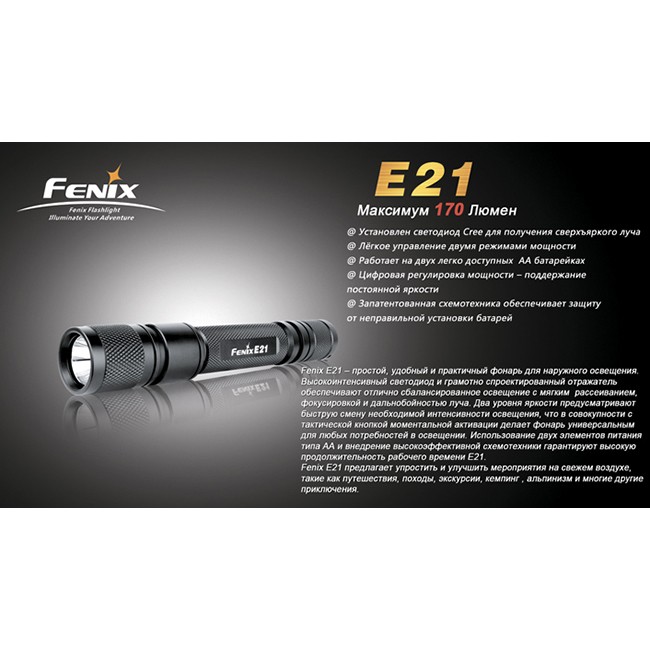 FENIX
Fenix Flashlight
Illuminate Your Adventure
E21
Максимум 170 Люмен
@ Установлен светодиод Cree для получения сверхъяркого луча
@ Лёгкое управление двумя режимами мощности
@ Работает на двух легко доступных АА батарейках
@ Цифровая регулировка мощности – поддержание
постоянной яркости
@ Запатентованная схемотехника обеспечивает защиту
от неправильной установки батарей
FENIX E21
Fenix E21 – простой, удобный и практичный фонарь для наружного освещения.
Высокоинтенсивный светодиод и грамотно спроектированный отражатель
обеспечивают отлично сбалансированное освещение с мягким рассеиванием,
фокусировкой и дальнобойностью луча. Два уровня яркости предусматривают
быструю смену необходимой интенсивности освещения, что в совокупности с
тактической кнопкой моментальной активации делает фонарь универсальным
для любых потребностей в освещении. Использование двух элементов питания
типа АА и внедрение высокоэффективной схемотехники гарантируют высокую
продолжительность рабочего времени E21.
Fenix E21 предлагает упростить и улучшить мероприятия на свежем воздухе,
такие как путешествия, походы, экскурсии, кемпинг , альпинизм и многие другие
приключения.